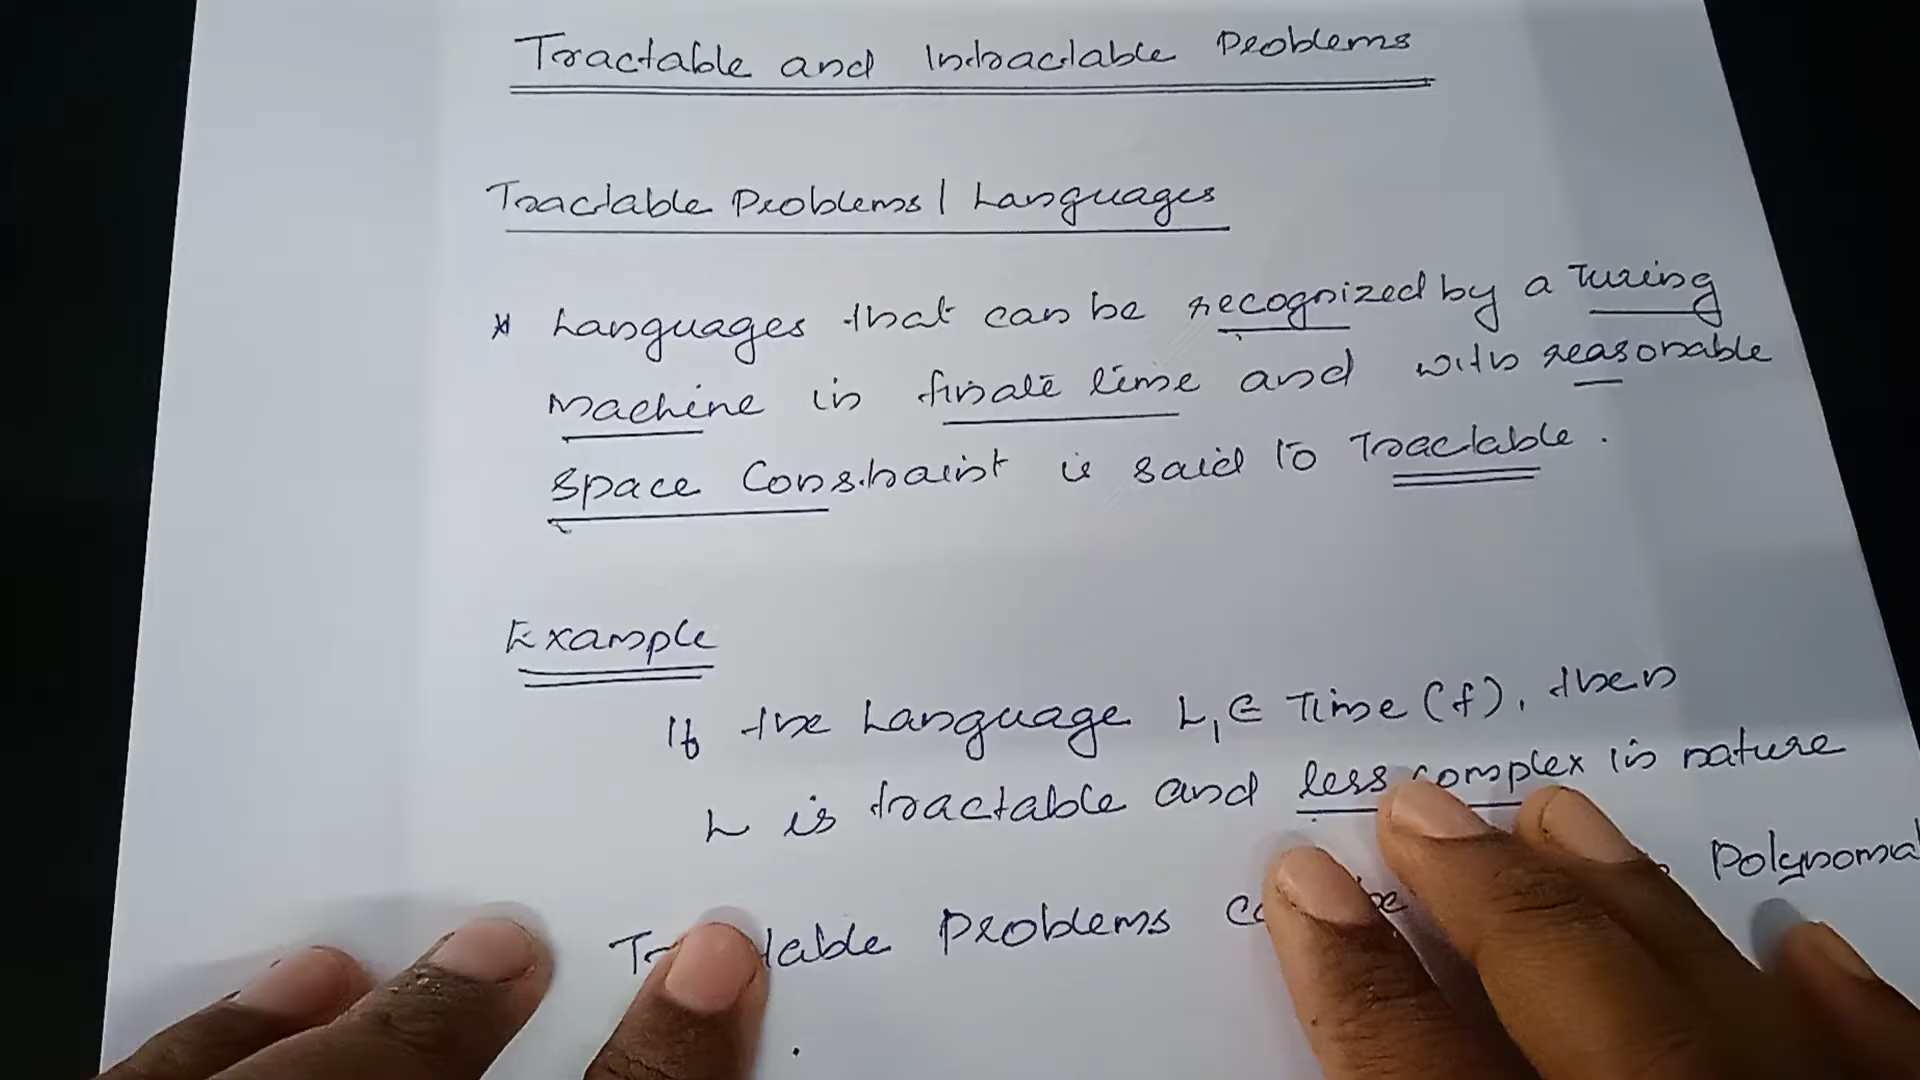 Tractable and Intractable Problems
Tractable Problems | Languages
* Languages that can be recognized by a Turing
Machine in finate time and with reasonable
Space Constraint is said to Tractable.
Example
If the Language L₁ ∈ Time (f), then
L is tractable and less complex in nature
Problems Polynomal